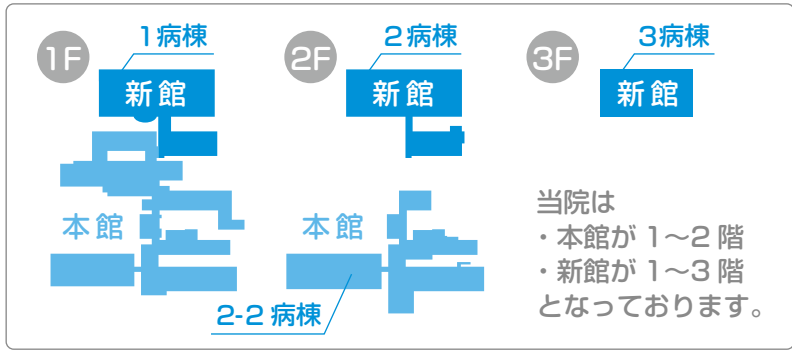 1F
1病棟
新館
本館
2F
2病棟
新館
本館
2-2 病棟
3F
3病棟
新館
当院は
・本館が 1〜2 階
・新館が 1〜3 階
となっております。